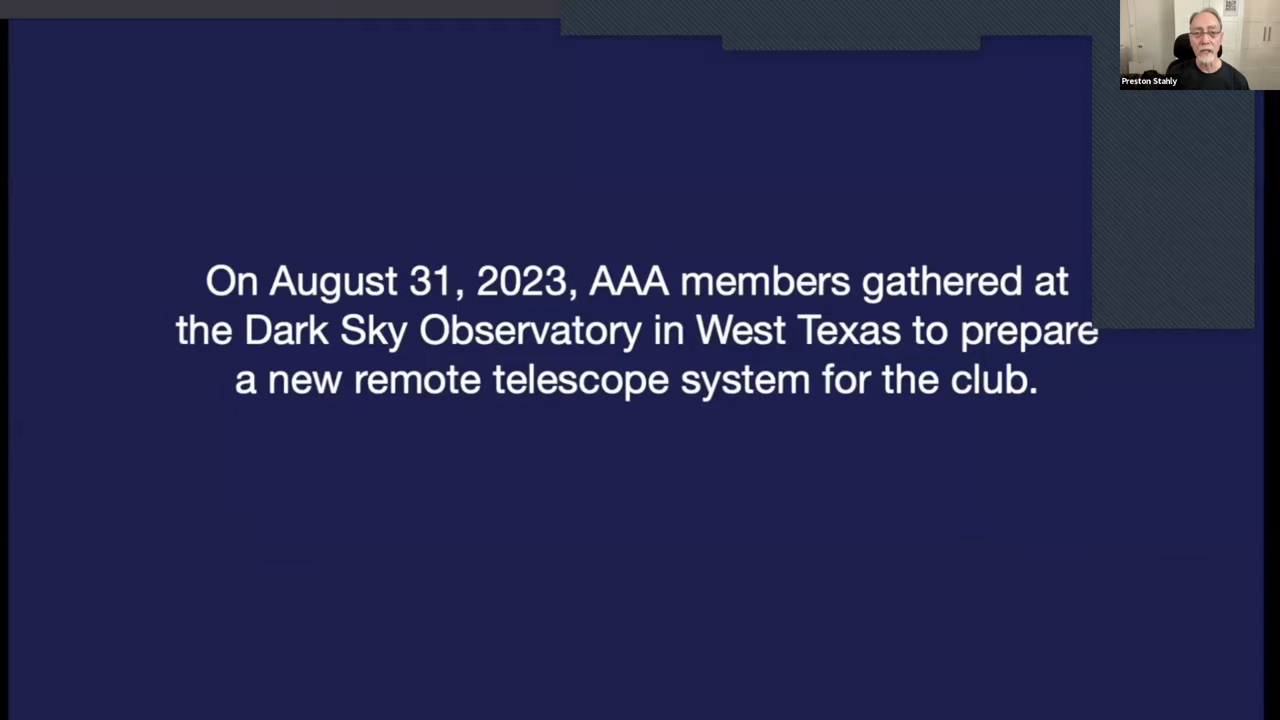 Preston Stahly
On August 31, 2023, AAA members gathered at
the Dark Sky Observatory in West Texas to prepare
a new remote telescope system for the club.